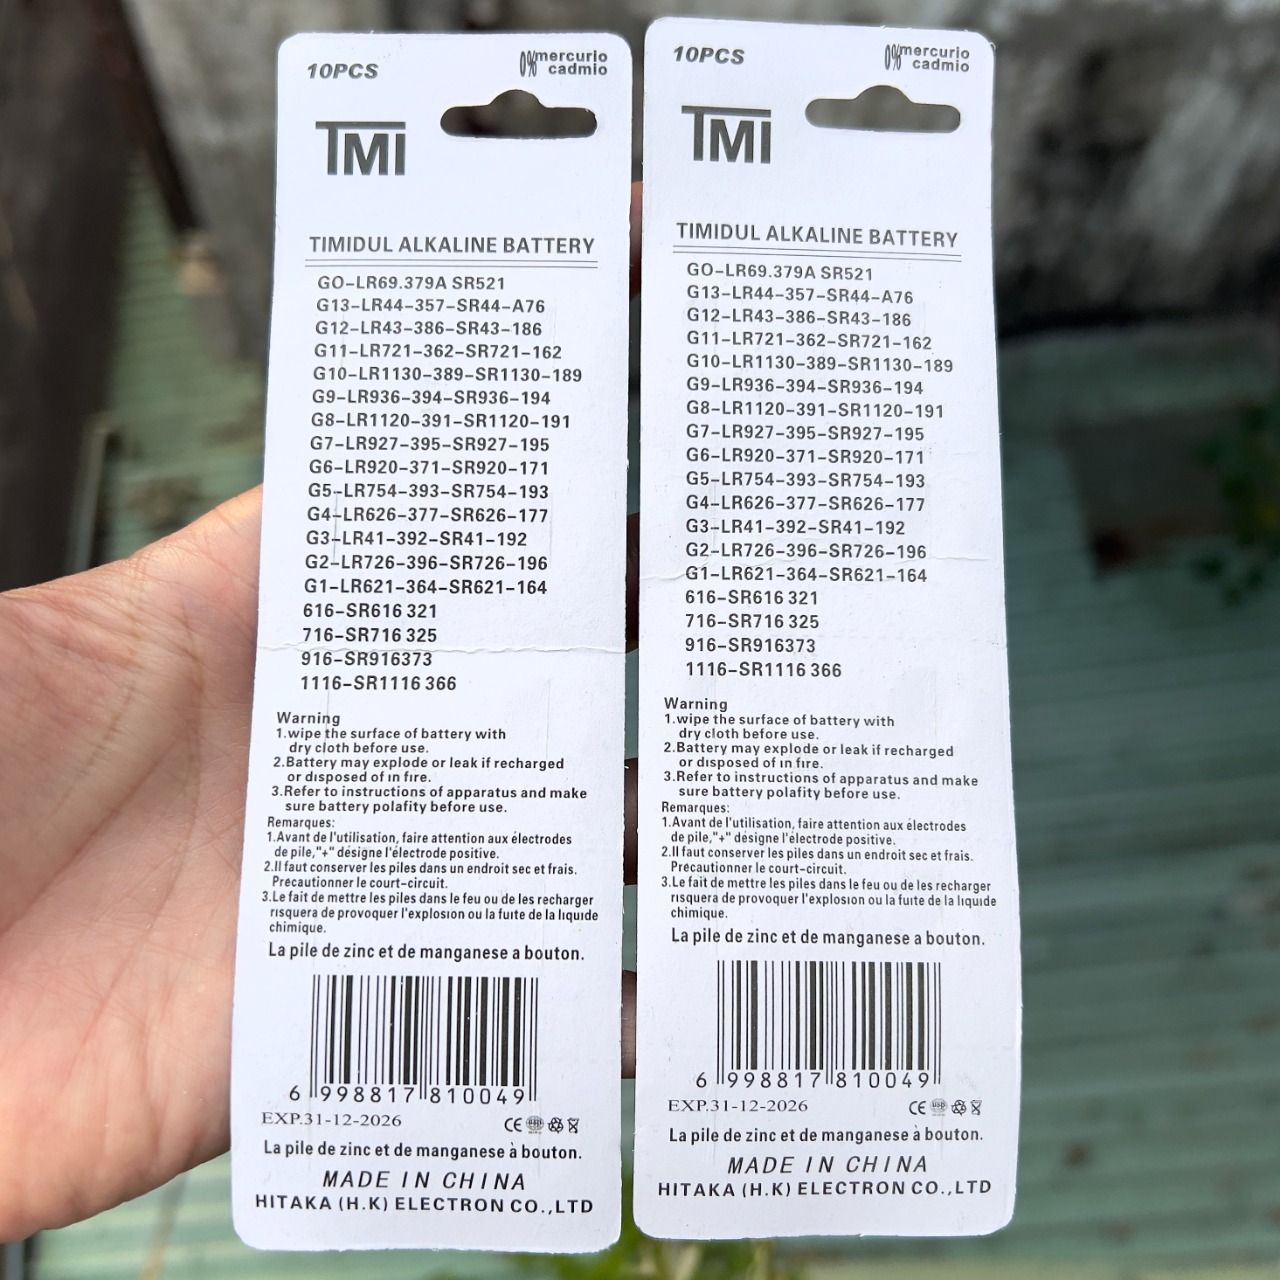 10PCS
0% mercurio
cadmio
TMI
TIMIDUL ALKALINE BATTERY
GO-LR69.379A SR521
G13-LR44-357-SR44-A76
G12-LR43-386-SR43-186
G11-LR721-362-SR721-162
G10-LR1130-389-SR1130-189
G9-LR936-394-SR936-194
G8-LR1120-391-SR1120-191
G7-LR927-395-SR927-195
G6-LR920-371-SR920-171
G5-LR754-393-SR754-193
G4-LR626-377-SR626-177
G3-LR41-392-SR41-192
G2-LR726-396-SR726-196
G1-LR621-364-SR621-164
616-SR616 321
716-SR716 325
916-SR916373
1116-SR1116 366
Warning
1.wipe the surface of battery with
dry cloth before use.
2.Battery may explode or leak if recharged
or dısposed of ın fıre.
3.Refer to instructions of apparatus and make
sure battery polafity before use.
Remarques:
1.Avant de l'utilisation, faire attention aux électrodes
de pile,"+" désigne l'électrode positive.
2.Il faut conserver les piles dans un endroit sec et frais.
Précautionner le court-circuit.
3.Le fait de mettre les piles dans le feu ou de les recharger
rısquera de provoquer l'explosıon ou la fuıte de la lıquıde
chimique.
La pile de zinc et de manganese a bouton.
6 998817 810049
EXP.31-12-2026
CE
La pile de zinc et de manganese à bouton.
MADE IN CHINA
HITAKA (H.K) ELECTRON CO.,LTD
10PCS
0% mercurio
cadmio
TMI
TIMIDUL ALKALINE BATTERY
GO-LR69.379A SR521
G13-LR44-357-SR44-A76
G12-LR43-386-SR43-186
G11-LR721-362-SR721-162
G10-LR1130-389-SR1130-189
G9-LR936-394-SR936-194
G8-LR1120-391-SR1120-191
G7-LR927-395-SR927-195
G6-LR920-371-SR920-171
G5-LR754-393-SR754-193
G4-LR626-377-SR626-177
G3-LR41-392-SR41-192
G2-LR726-396-SR726-196
G1-LR621-364-SR621-164
616-SR616 321
716-SR716 325
916-SR916373
1116-SR1116 366
Warning
1.wipe the surface of battery with
dry cloth before use.
2.Battery may explode or leak if recharged
or dısposed of ın fıre.
3.Refer to instructions of apparatus and make
sure battery polafity before use.
Remarques:
1.Avant de l'utilisation, faire attention aux électrodes
de pile,"+" désigne l'électrode positive.
2.Il faut conserver les piles dans un endroit sec et frais.
Précautionner le court-circuit.
3.Le fait de mettre les piles dans le feu ou de les recharger
rısquera de provoquer l'explosıon ou la fuıte de la lıquıde
chimique.
La pile de zinc et de manganese a bouton.
6 998817 810049
EXP.31-12-2026
CE
La pile de zinc et de manganese à bouton.
MADE IN CHINA
HITAKA (H.K) ELECTRON CO.,LTD